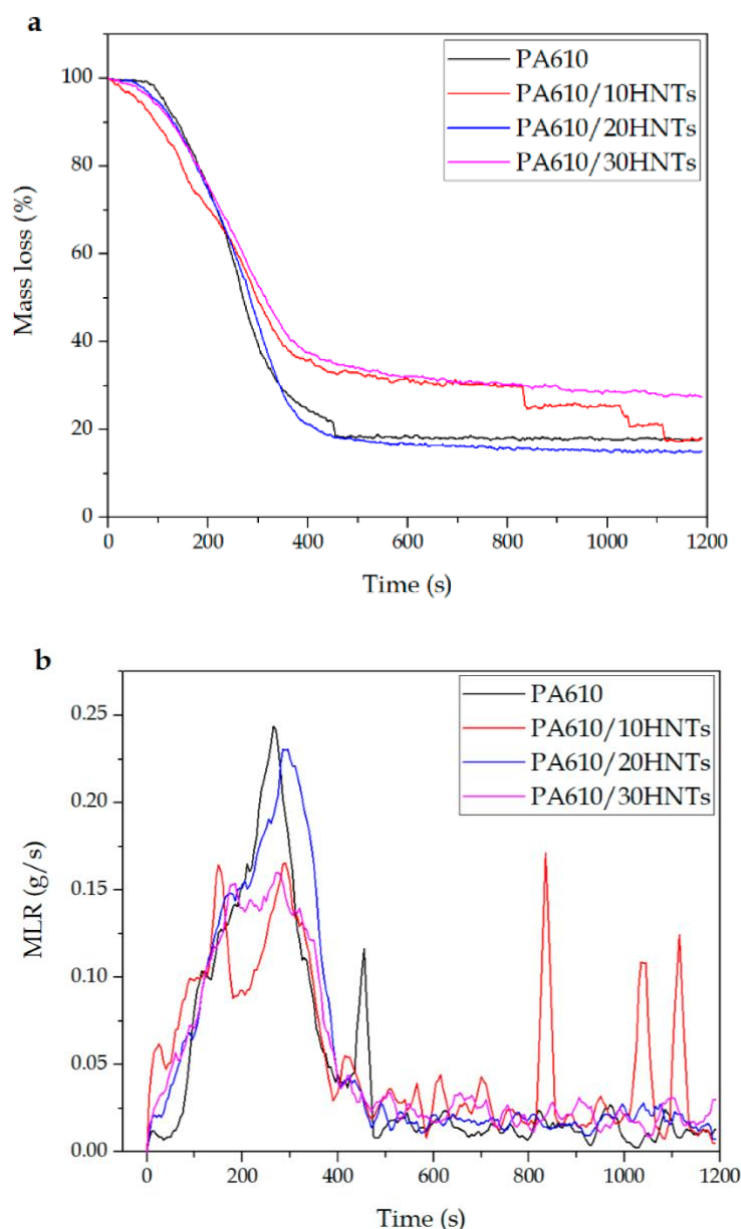 a
PA610
PA610/10HNTs
PA610/20HNTs
PA610/30HNTs
Mass loss (%)
100
80
60
40
20
0
0 200 400 600 800 1000 1200
Time (s)
b
PA610
PA610/10HNTs
PA610/20HNTs
PA610/30HNTs
MLR (g/s)
0.25
0.20
0.15
0.10
0.05
0.00
0 200 400 600 800 1000 1200
Time (s)